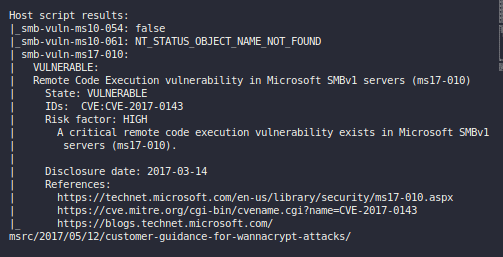 Host script results:
|_smb-vuln-ms10-054: false
|_smb-vuln-ms10-061: NT_STATUS_OBJECT_NAME_NOT_FOUND
| smb-vuln-ms17-010:
|   VULNERABLE:
|   Remote Code Execution vulnerability in Microsoft SMBv1 servers (ms17-010)
|     State: VULNERABLE
|     IDs:  CVE:CVE-2017-0143
|     Risk factor: HIGH
|       A critical remote code execution vulnerability exists in Microsoft SMBv1
|        servers (ms17-010).
|
|     Disclosure date: 2017-03-14
|     References:
|       https://technet.microsoft.com/en-us/library/security/ms17-010.aspx
|       https://cve.mitre.org/cgi-bin/cvename.cgi?name=CVE-2017-0143
|_      https://blogs.technet.microsoft.com/
msrc/2017/05/12/customer-guidance-for-wannacrypt-attacks/